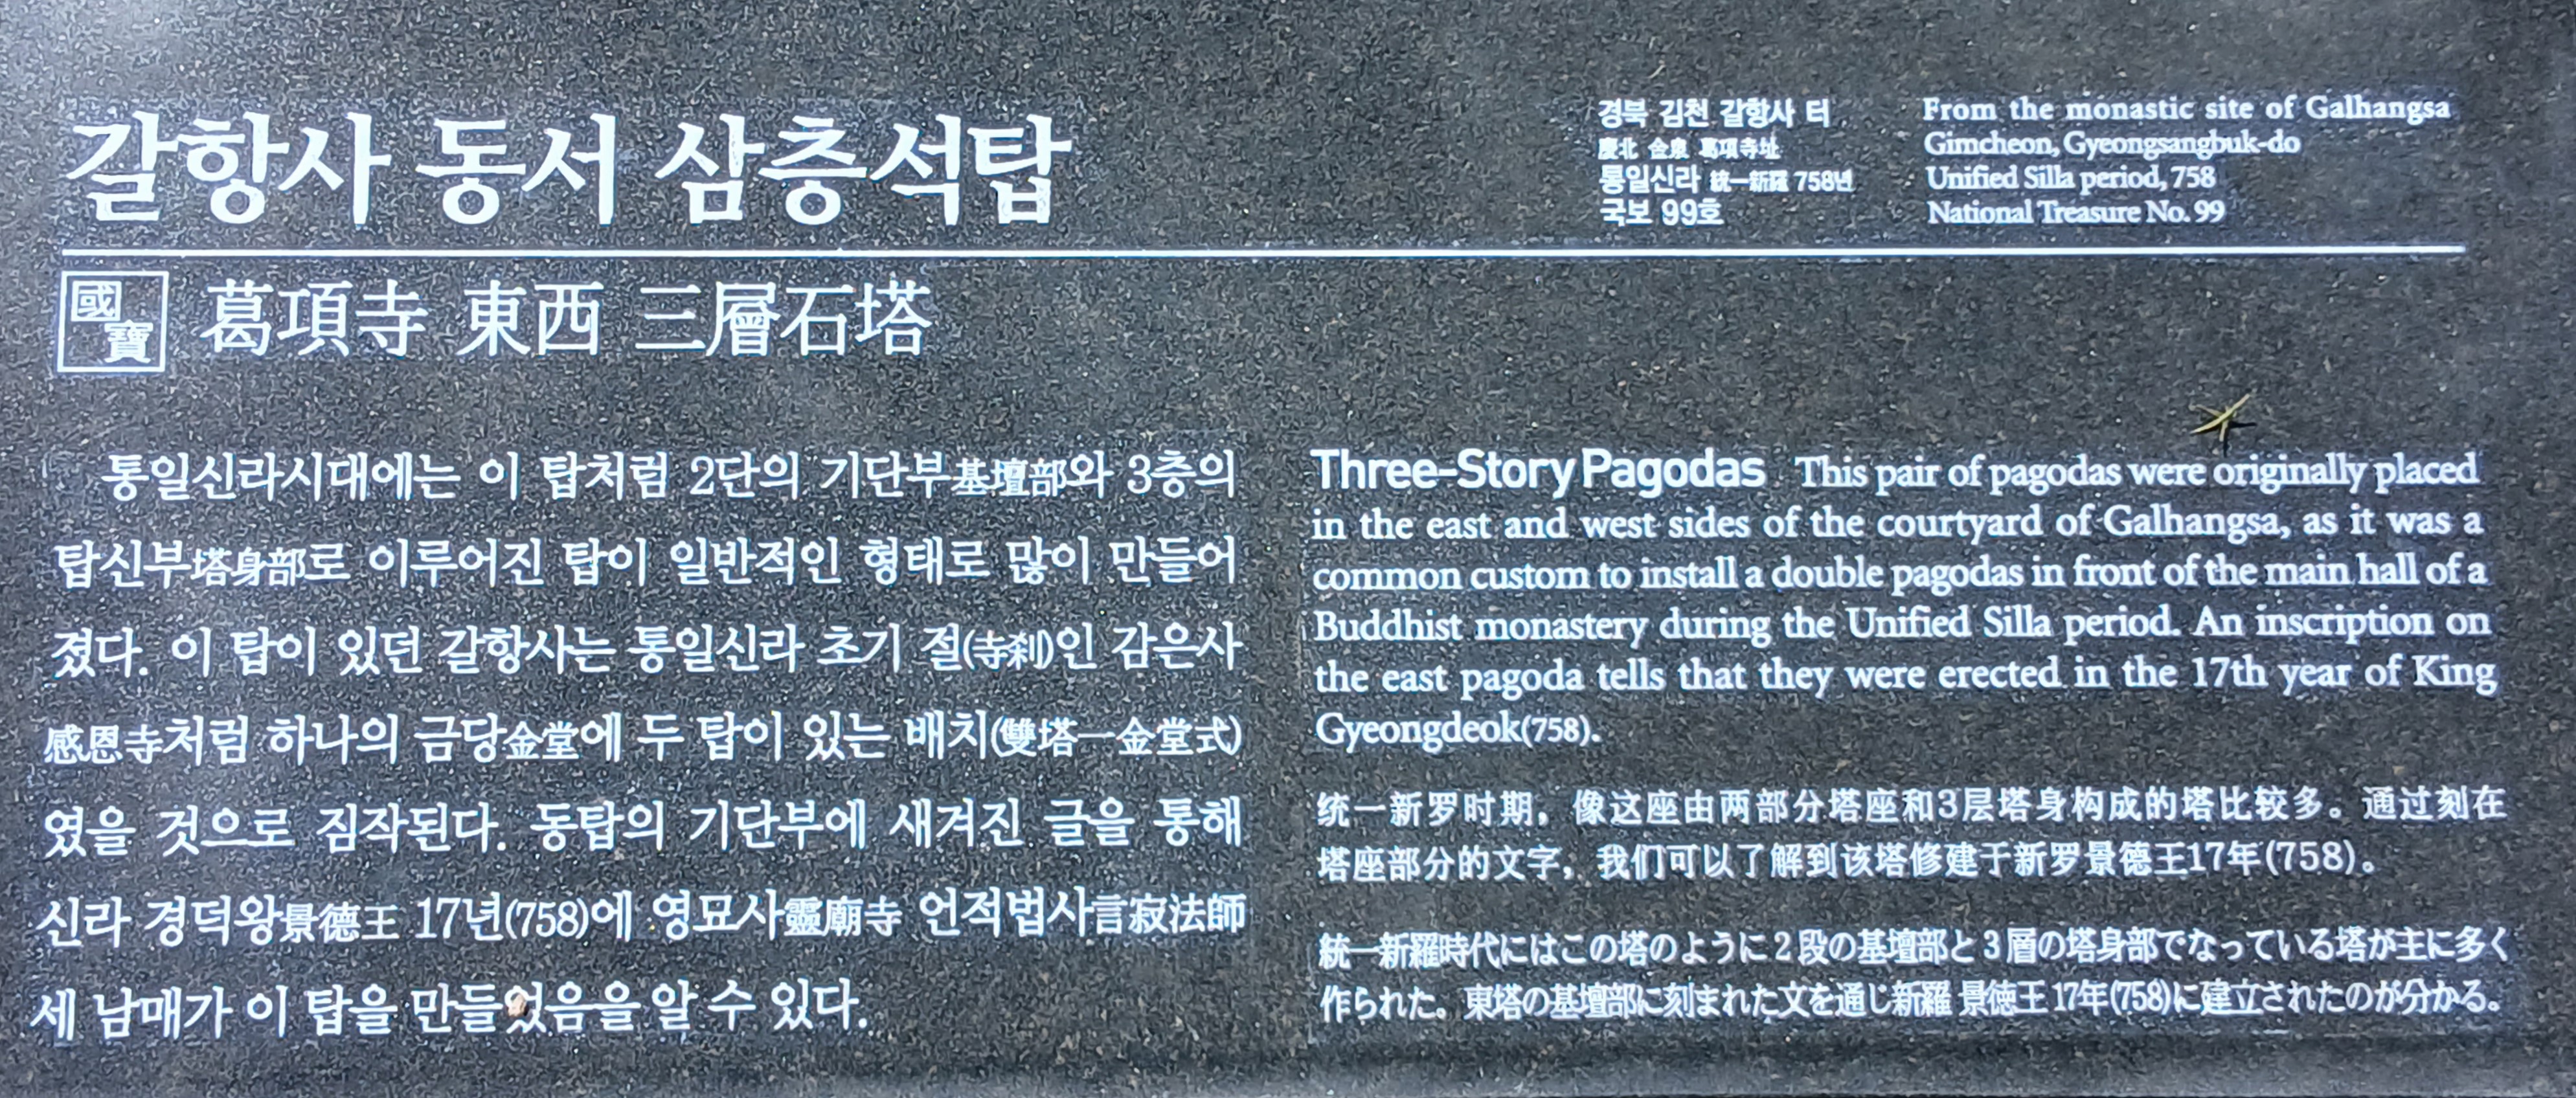 갈항사 동서 삼층석탑
경북 김천 갈항사 터
慶北 金泉 葛項寺址
통일신라 統一新羅 758년
국보 99호
From the monastic site of Galhangsa
Gimcheon, Gyeongsangbuk-do
Unified Silla period, 758
National Treasure No. 99
國寶 葛項寺 東西 三層石塔
통일신라시대에는 이 탑처럼 2단의 기단부基壇部와 3층의
탑신부塔身部로 이루어진 탑이 일반적인 형태로 많이 만들어
졌다. 이 탑이 있던 갈항사는 통일신라 초기 절(寺刹)인 감은사
感恩寺처럼 하나의 금당金堂에 두 탑이 있는 배치(雙塔一金堂式)
였을 것으로 짐작된다. 동탑의 기단부에 새겨진 글을 통해
신라 경덕왕景德王 17년(758)에 영묘사靈廟寺 언적법사言寂法師
세 남매가 이 탑을 만들었음을 알 수 있다.
Three-Story Pagodas This pair of pagodas were originally placed
in the east and west sides of the courtyard of Galhangsa, as it was a
common custom to install a double pagodas in front of the main hall of a
Buddhist monastery during the Unified Silla period. An inscription on
the east pagoda tells that they were erected in the 17th year of King
Gyeongdeok(758).
统一新罗时期，像这座由两部分塔座和3层塔身构成的塔比较多。通过刻在
塔座部分的文字，我们可以了解到该塔修建于新罗景德王17年(758)。
統一新羅時代にはこの塔のように2段の基壇部と3層の塔身部でなっている塔が主に多く
作られた。東塔の基壇部に刻まれた文を通じ新羅 景徳王 17年(758)に建立されたのが分かる。